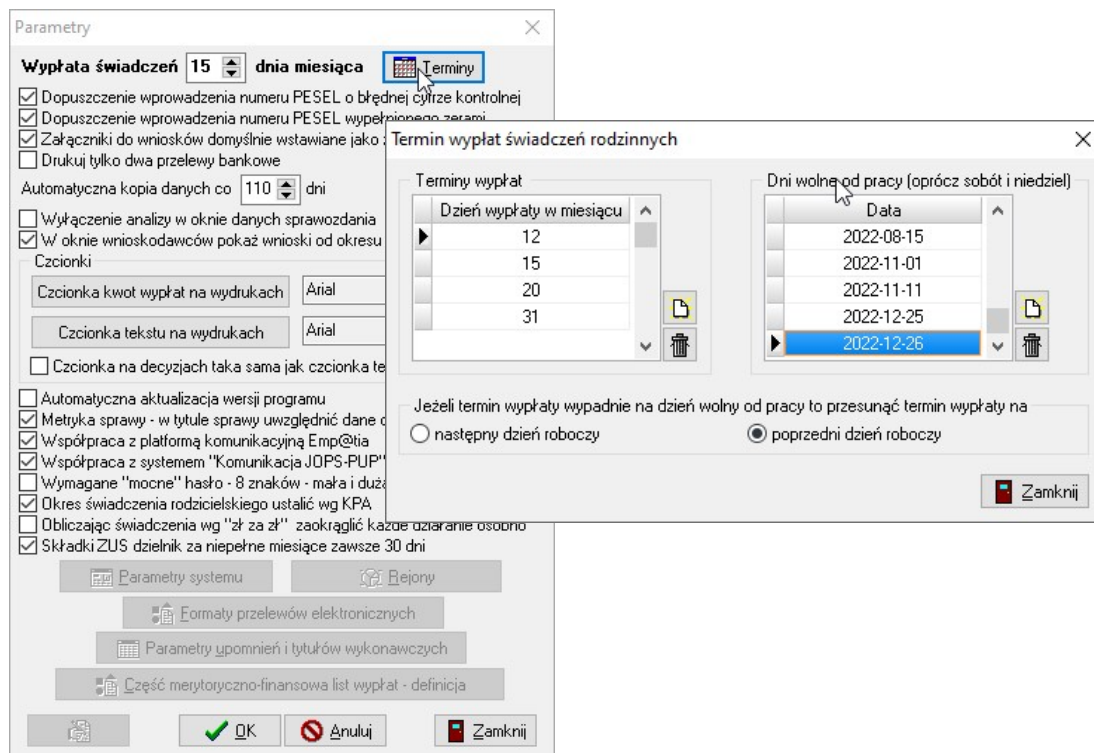 Parametry
Wypłata świadczeń 15 dnia miesiąca Terminy
Dopuszczenie wprowadzenia numeru PESEL o błędnej cyfrze kontrolnej
Dopuszczenie wprowadzenia numeru PESEL wypełnionego zerami
Załączniki do wniosków domyślnie wstawiane jako
Drukuj tylko dwa przelewy bankowe
Automatyczna kopia danych co 110 dni
Wyłączenie analizy w oknie danych sprawozdania
W oknie wnioskodawców pokaż wnioski od okresu
Czcionki
Czcionka kwot wypłat na wydrukach Arial
Czcionka tekstu na wydrukach Arial
Czcionka na decyzjach taka sama jak czcionka te
Automatyczna aktualizacja wersji programu
Metryka sprawy - w tytule sprawy uwzględnić dane
Współpraca z platformą komunikacyjną Emp@tia
Współpraca z systemem "Komunikacja JOPS-PUP"
Wymagane "mocne" hasło - 8 znaków - mała i duża
Okres świadczenia rodzicielskiego ustalić wg KPA
Obliczając świadczenia wg "zł za zł" zaokrąglić każde działanie osobno
Składki ZUS dzielnik za niepełne miesiące zawsze 30 dni
Parametry systemu Rejony
Formaty przelewów elektronicznych
Parametry upomnień i tytułów wykonawczych
Część merytoryczno-finansowa list wypłat - definicja
OK Anuluj Zamknij
Termin wypłat świadczeń rodzinnych
Terminy wypłat
Dzień wypłaty w miesiącu
12
15
20
31
Dni wolne od pracy (oprócz sobót i niedziel)
Data
2022-08-15
2022-11-01
2022-11-11
2022-12-25
2022-12-26
Jeżeli termin wypłaty wypadnie na dzień wolny od pracy to przesunąć termin wypłaty na
następny dzień roboczy poprzedni dzień roboczy
Zamknij